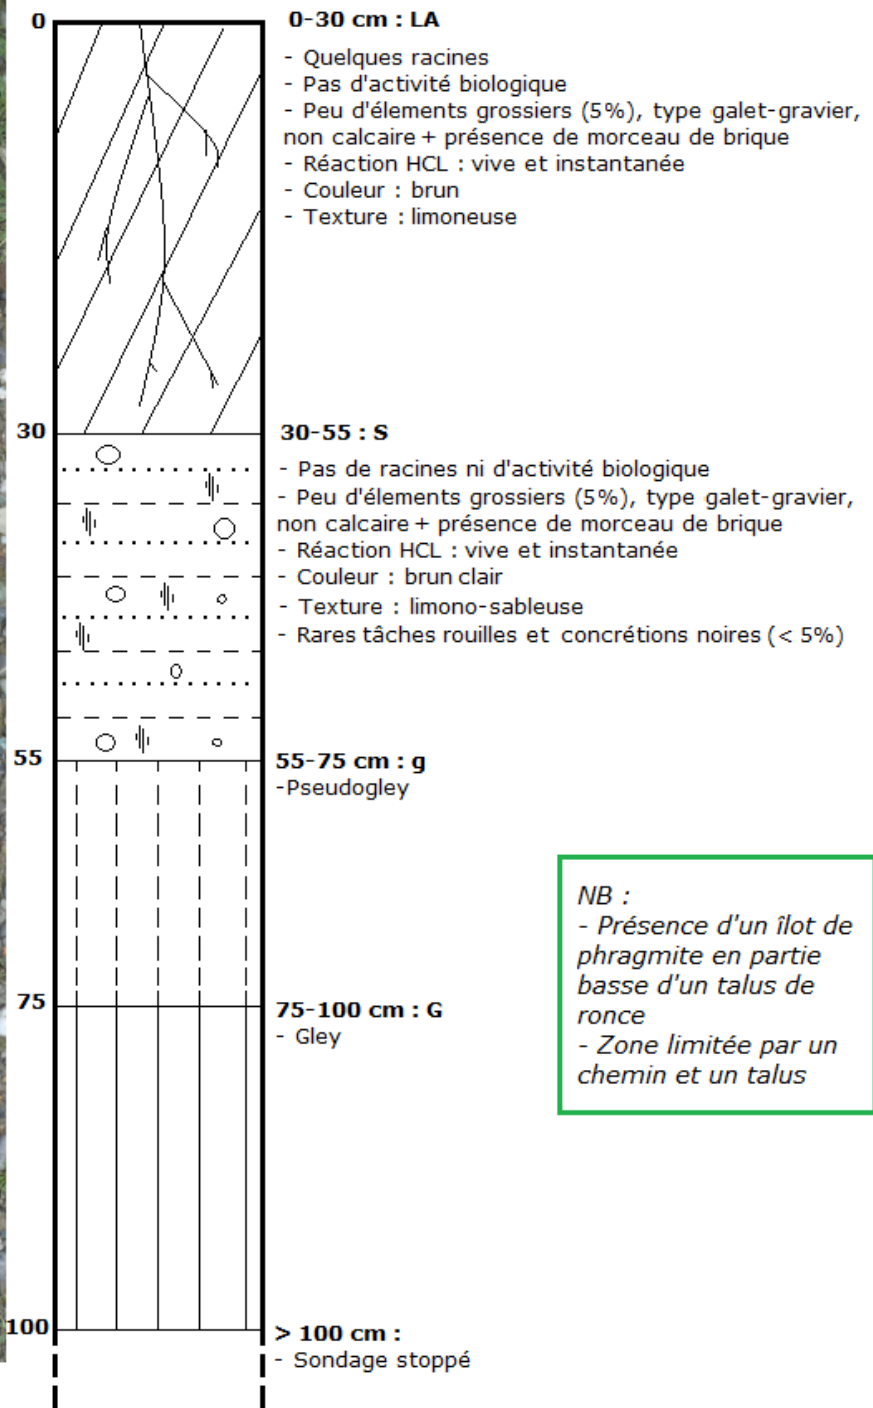 0
0-30 cm : LA
- Quelques racines
- Pas d'activité biologique
- Peu d'élements grossiers (5%), type galet-gravier,
non calcaire + présence de morceau de brique
- Réaction HCL : vive et instantanée
- Couleur : brun
- Texture : limoneuse
30
30-55 : S
- Pas de racines ni d'activité biologique
- Peu d'élements grossiers (5%), type galet-gravier,
non calcaire + présence de morceau de brique
- Réaction HCL : vive et instantanée
- Couleur : brun clair
- Texture : limono-sableuse
- Rares tâches rouilles et concrétions noires (< 5%)
55
55-75 cm : g
-Pseudogley
NB :
- Présence d'un îlot de
phragmite en partie
basse d'un talus de
ronce
- Zone limitée par un
chemin et un talus
75
75-100 cm : G
- Gley
100
> 100 cm :
- Sondage stoppé